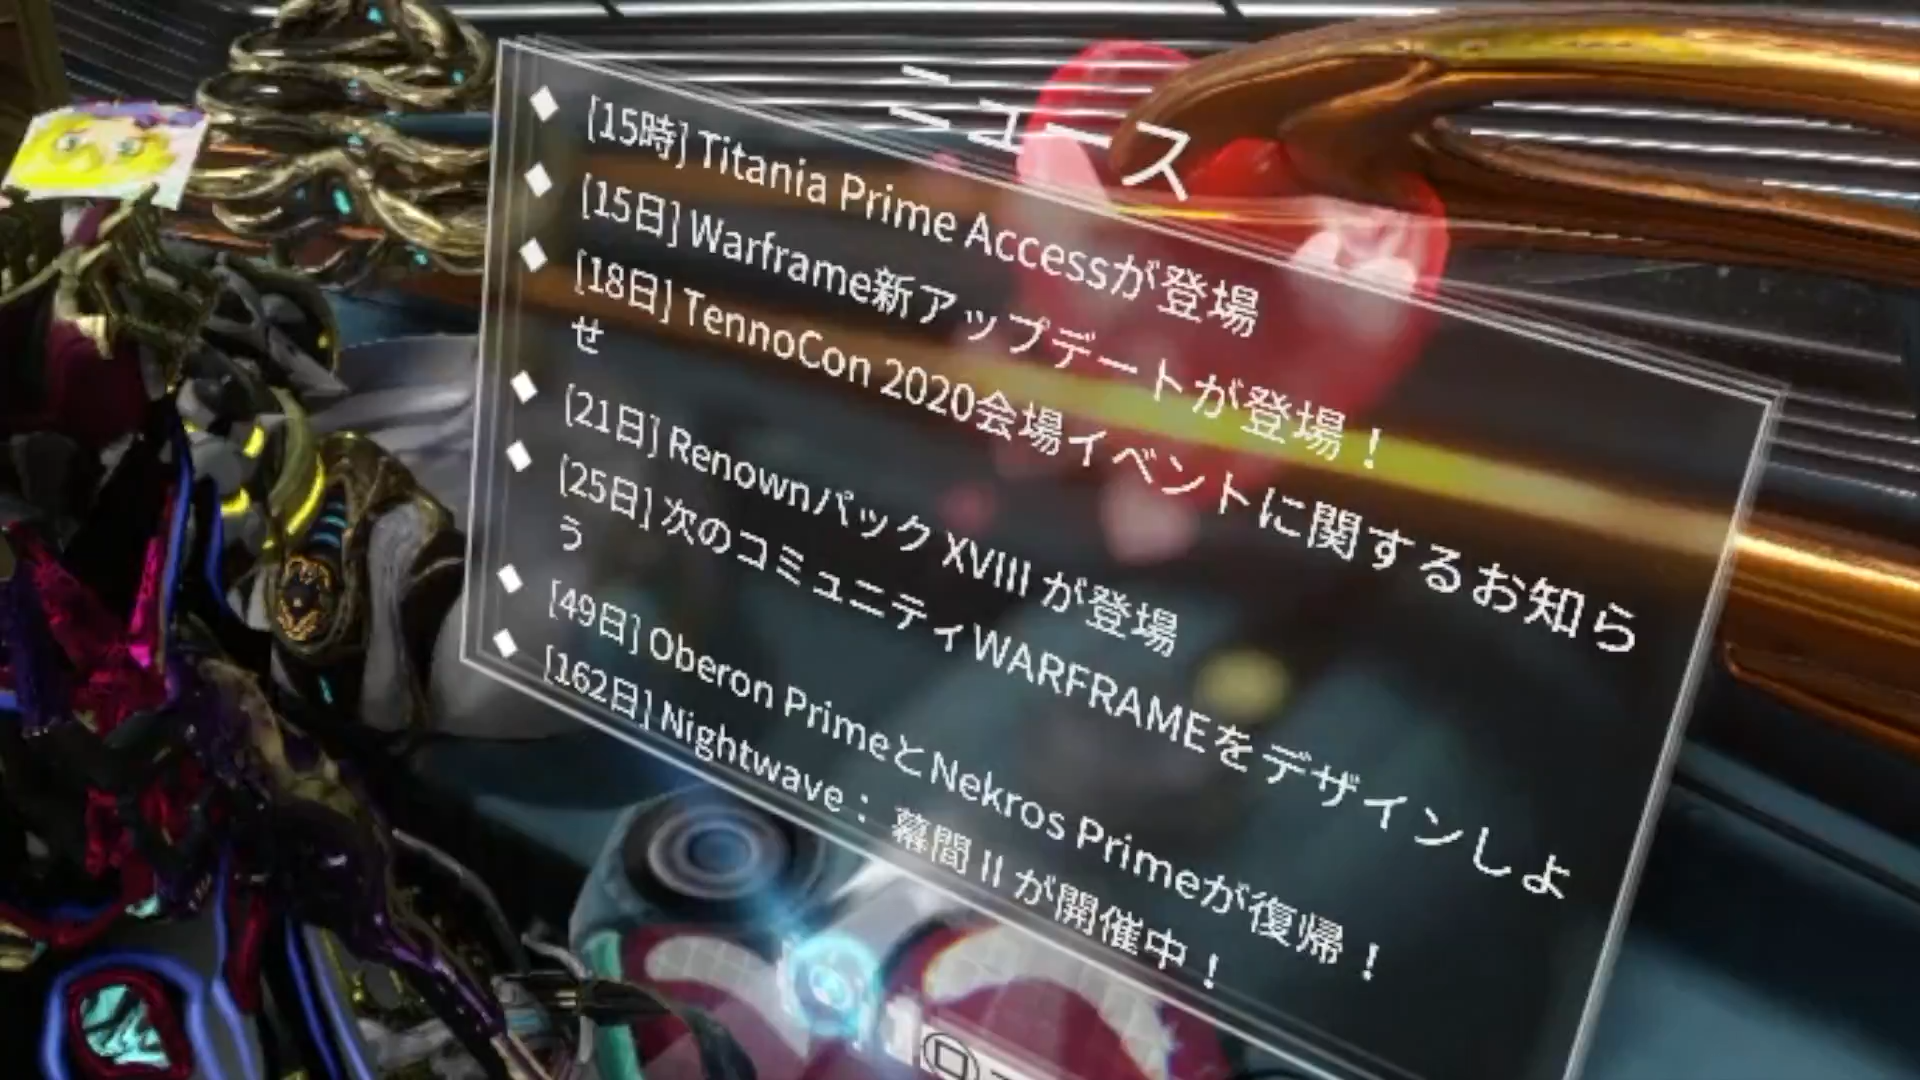 ニュース
[15時] Titania Prime Accessが登場
[15日] Warframe新アップデートが登場！
[18日] TennoCon 2020会場イベントに関するお知ら
せ
[21日] Renownパック XVIII が登場
[25日] 次のコミュニティWARFRAMEをデザインしよ
う
[49日] Oberon PrimeとNekros Primeが復帰！
[162日] Nightwave： 幕間 II が開催中！